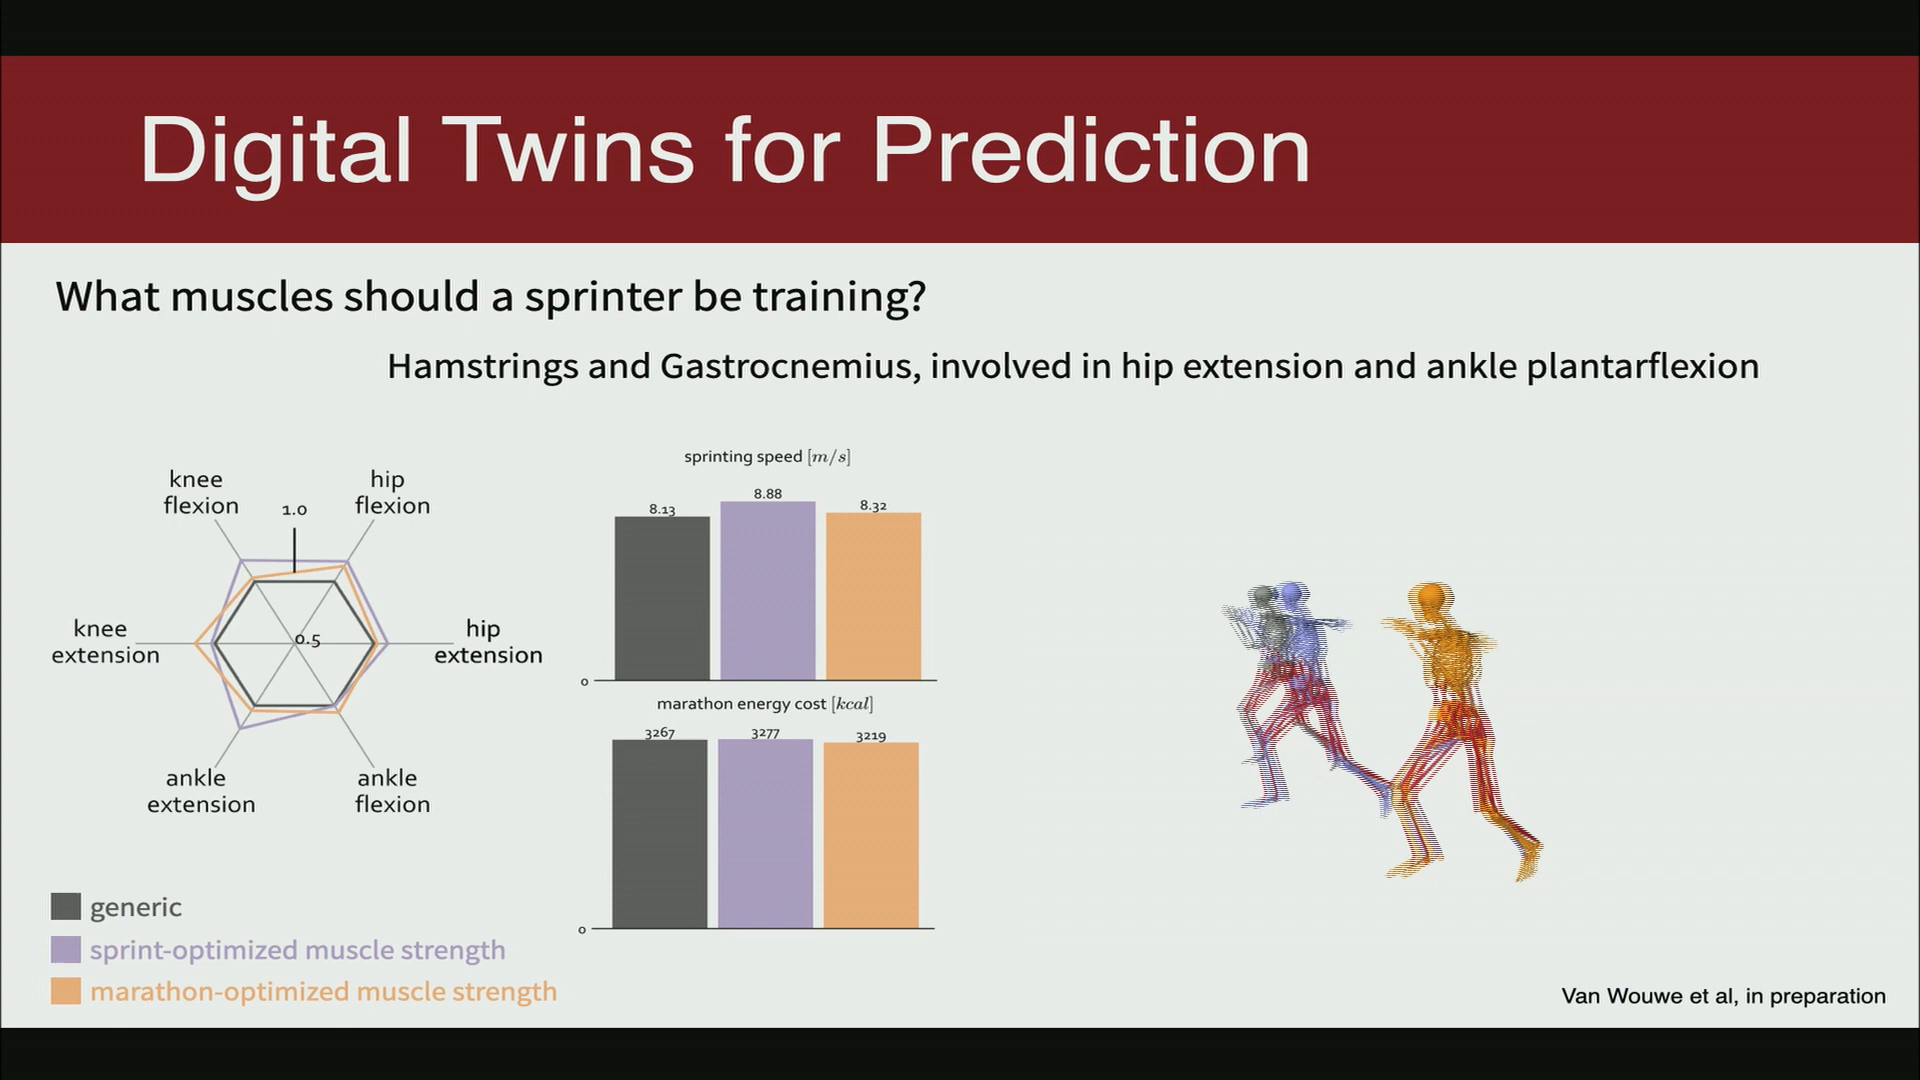 Digital Twins for Prediction
What muscles should a sprinter be training?
Hamstrings and Gastrocnemius, involved in hip extension and ankle plantarflexion
knee
flexion
hip
flexion
1.0
knee
extension
0.5
hip
extension
ankle
extension
ankle
flexion
sprinting speed [m/s]
8.13
8.88
8.32
0
marathon energy cost [kcal]
3267
3277
3219
0
generic
sprint-optimized muscle strength
marathon-optimized muscle strength
Van Wouwe et al, in preparation